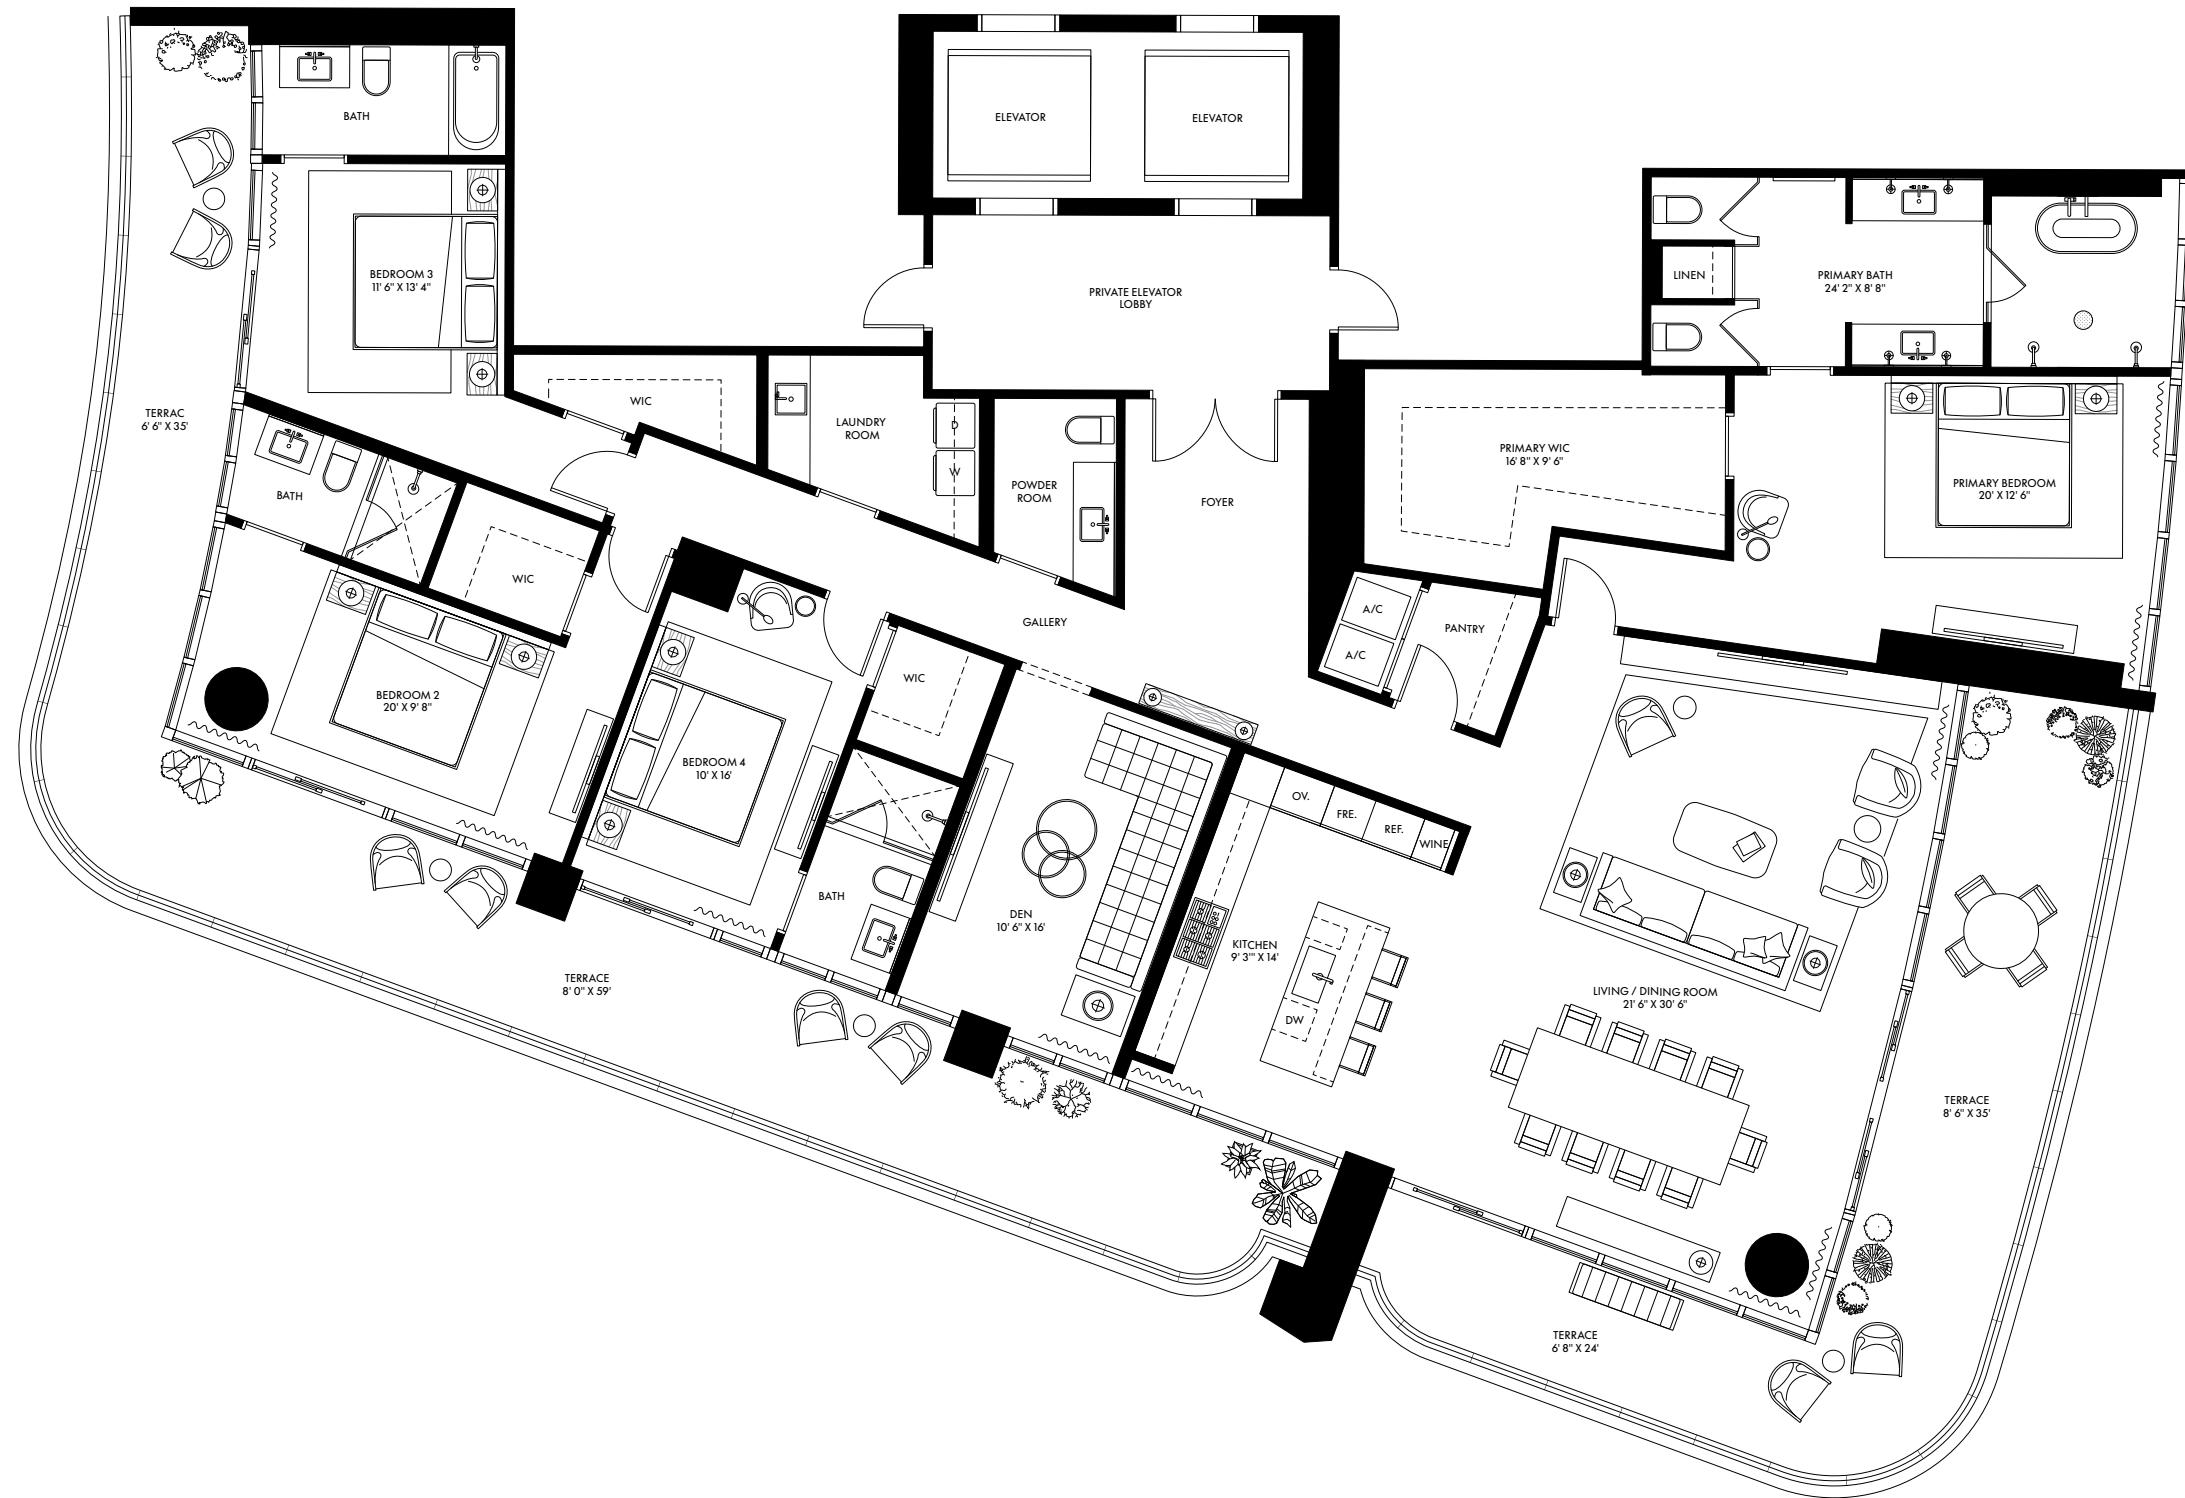 BATH
ELEVATOR
ELEVATOR
BEDROOM 3
11' 6" X 13' 4"
PRIVATE ELEVATOR
LOBBY
LINEN
PRIMARY BATH
24' 2" X 8' 8"
TERRAC
6' 6" X 35'
WIC
LAUNDRY
ROOM
D
W
POWDER
ROOM
FOYER
PRIMARY WIC
16' 8" X 9' 6"
PRIMARY BEDROOM
20' X 12' 6"
BATH
WIC
A/C
A/C
PANTRY
GALLERY
WIC
BEDROOM 2
20' X 9' 8"
BEDROOM 4
10' X 16'
OV.
FRE.
REF.
WINE
BATH
DEN
10' 6" X 16'
KITCHEN
9' 3'" X 14'
DW
TERRACE
8' 0" X 59'
LIVING / DINING ROOM
21' 6" X 30' 6"
TERRACE
8' 6" X 35'
TERRACE
6' 8" X 24'